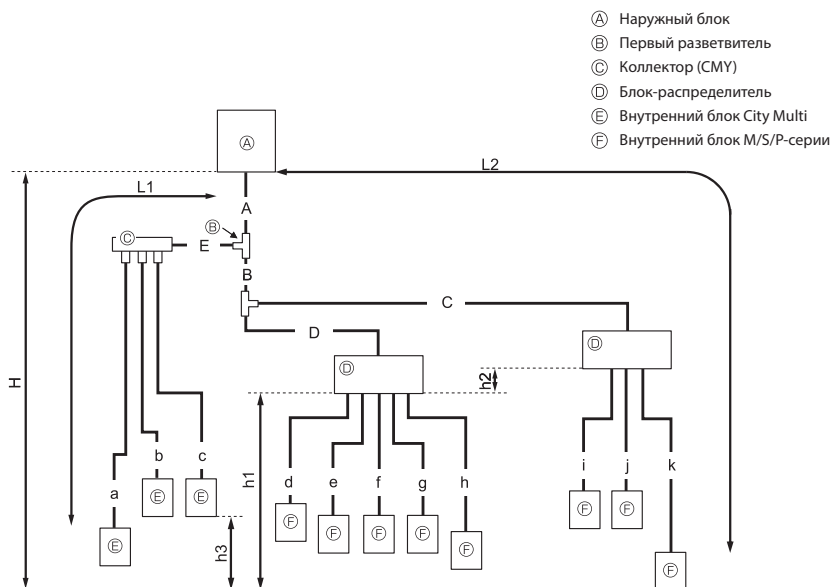 Ⓐ Наружный блок
Ⓑ Первый разветвитель
Ⓒ Коллектор (CMY)
Ⓓ Блок-распределитель
Ⓔ Внутренний блок City Multi
Ⓕ Внутренний блок M/S/P-серии
Ⓐ
L2
L1
A
Ⓑ
Ⓒ
E
B
C
D
Ⓓ
Ⓓ
H
h2
h1
a
b
c
d
e
f
g
h
i
j
k
Ⓔ
Ⓔ
Ⓔ
Ⓕ
Ⓕ
Ⓕ
Ⓕ
Ⓕ
Ⓕ
Ⓕ
Ⓕ
h3